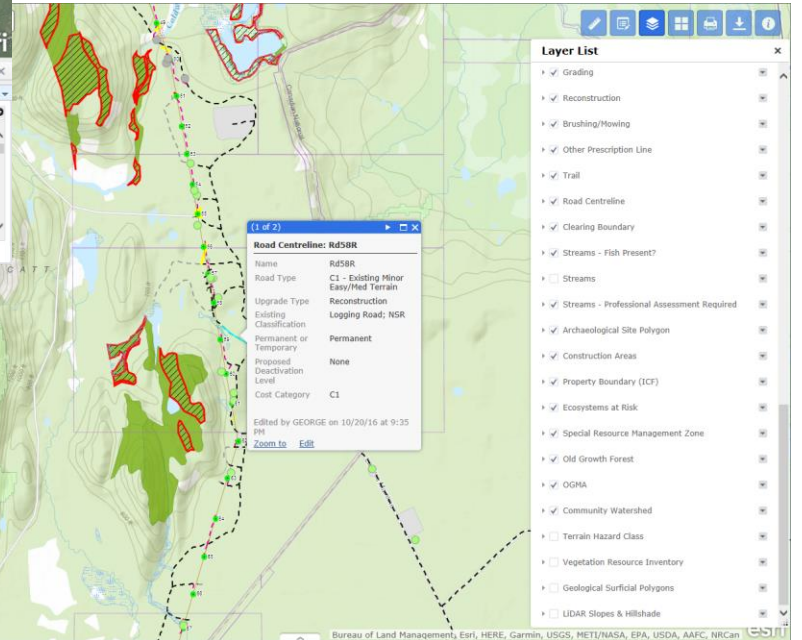 Layer List
Grading
Reconstruction
Brushing/Mowing
Other Prescription Line
Trail
Road Centreline
Clearing Boundary
Streams - Fish Present?
Streams
Streams - Professional Assessment Required
Archaeological Site Polygon
Construction Areas
Property Boundary (ICF)
Ecosystems at Risk
Special Resource Management Zone
Old Growth Forest
OGMA
Community Watershed
Terrain Hazard Class
Vegetation Resource Inventory
Geological Surficial Polygons
LiDAR Slopes & Hillshade
(1 of 2)
Road Centreline: Rd58R
Name Rd58R
Road Type C1 - Existing Minor
Easy/Med Terrain
Upgrade Type Reconstruction
Existing Logging Road; NSR
Classification
Permanent or Permanent
Temporary
Proposed None
Deactivation
Level
Cost Category C1
Edited by GEORGE on 10/20/16 at 9:35
PM
Zoom to Edit
Canadian National
CATT
Bureau of Land Management, Esri, HERE, Garmin, USGS, METI/NASA, EPA, USDA, AAFC, NRCan
esri